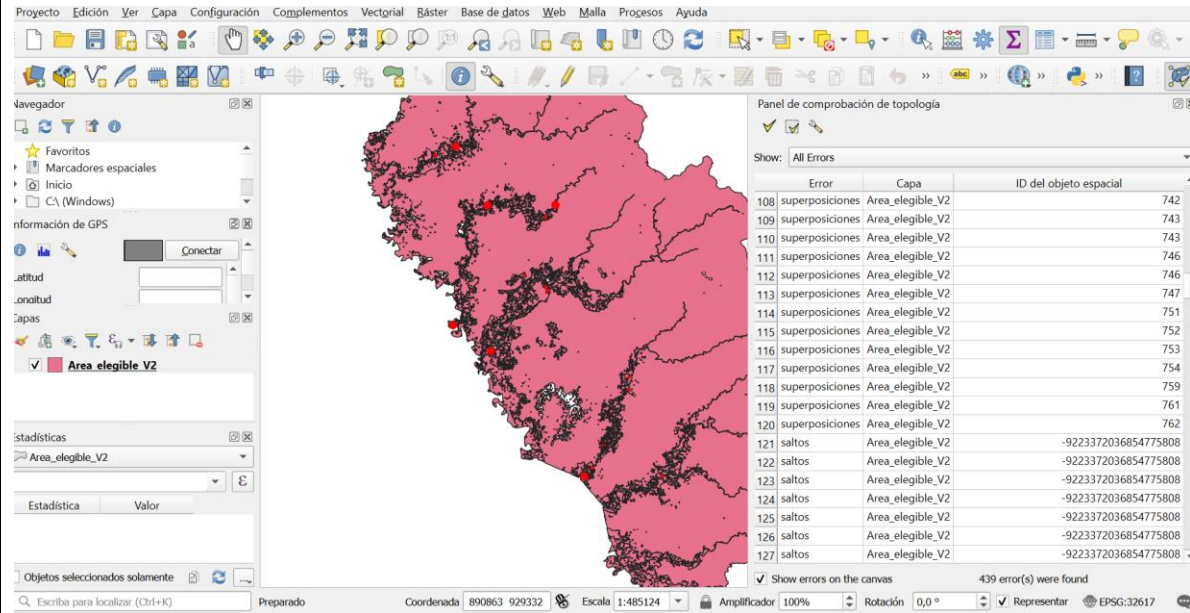 Proyecto Edición Ver Capa Configuración Complementos Vectorial Ráster Base de datos Web Malla Procesos Ayuda
abc
Navegador
Favoritos
Marcadores espaciales
Inicio
C:\ (Windows)
Información de GPS
Conectar
Latitud
Longitud
Capas
Area_elegible_V2
Estadísticas
Area_elegible_V2
Estadística Valor
Objetos seleccionados solamente
Panel de comprobación de topología
Show: All Errors
Error Capa ID del objeto espacial
108 superposiciones Area_elegible_V2 742
109 superposiciones Area_elegible_V2 743
110 superposiciones Area_elegible_V2 743
111 superposiciones Area_elegible_V2 746
112 superposiciones Area_elegible_V2 746
113 superposiciones Area_elegible_V2 747
114 superposiciones Area_elegible_V2 751
115 superposiciones Area_elegible_V2 752
116 superposiciones Area_elegible_V2 753
117 superposiciones Area_elegible_V2 754
118 superposiciones Area_elegible_V2 759
119 superposiciones Area_elegible_V2 761
120 superposiciones Area_elegible_V2 762
121 saltos Area_elegible_V2 -9223372036854775808
122 saltos Area_elegible_V2 -9223372036854775808
123 saltos Area_elegible_V2 -9223372036854775808
124 saltos Area_elegible_V2 -9223372036854775808
125 saltos Area_elegible_V2 -9223372036854775808
126 saltos Area_elegible_V2 -9223372036854775808
127 saltos Area_elegible_V2 -9223372036854775808
Show errors on the canvas 439 error(s) were found
Escriba para localizar (Ctrl+K) Preparado Coordenada 890863 929332 Escala 1:485124 Amplificador 100% Rotación 0,0 ° Representar EPSG:32617